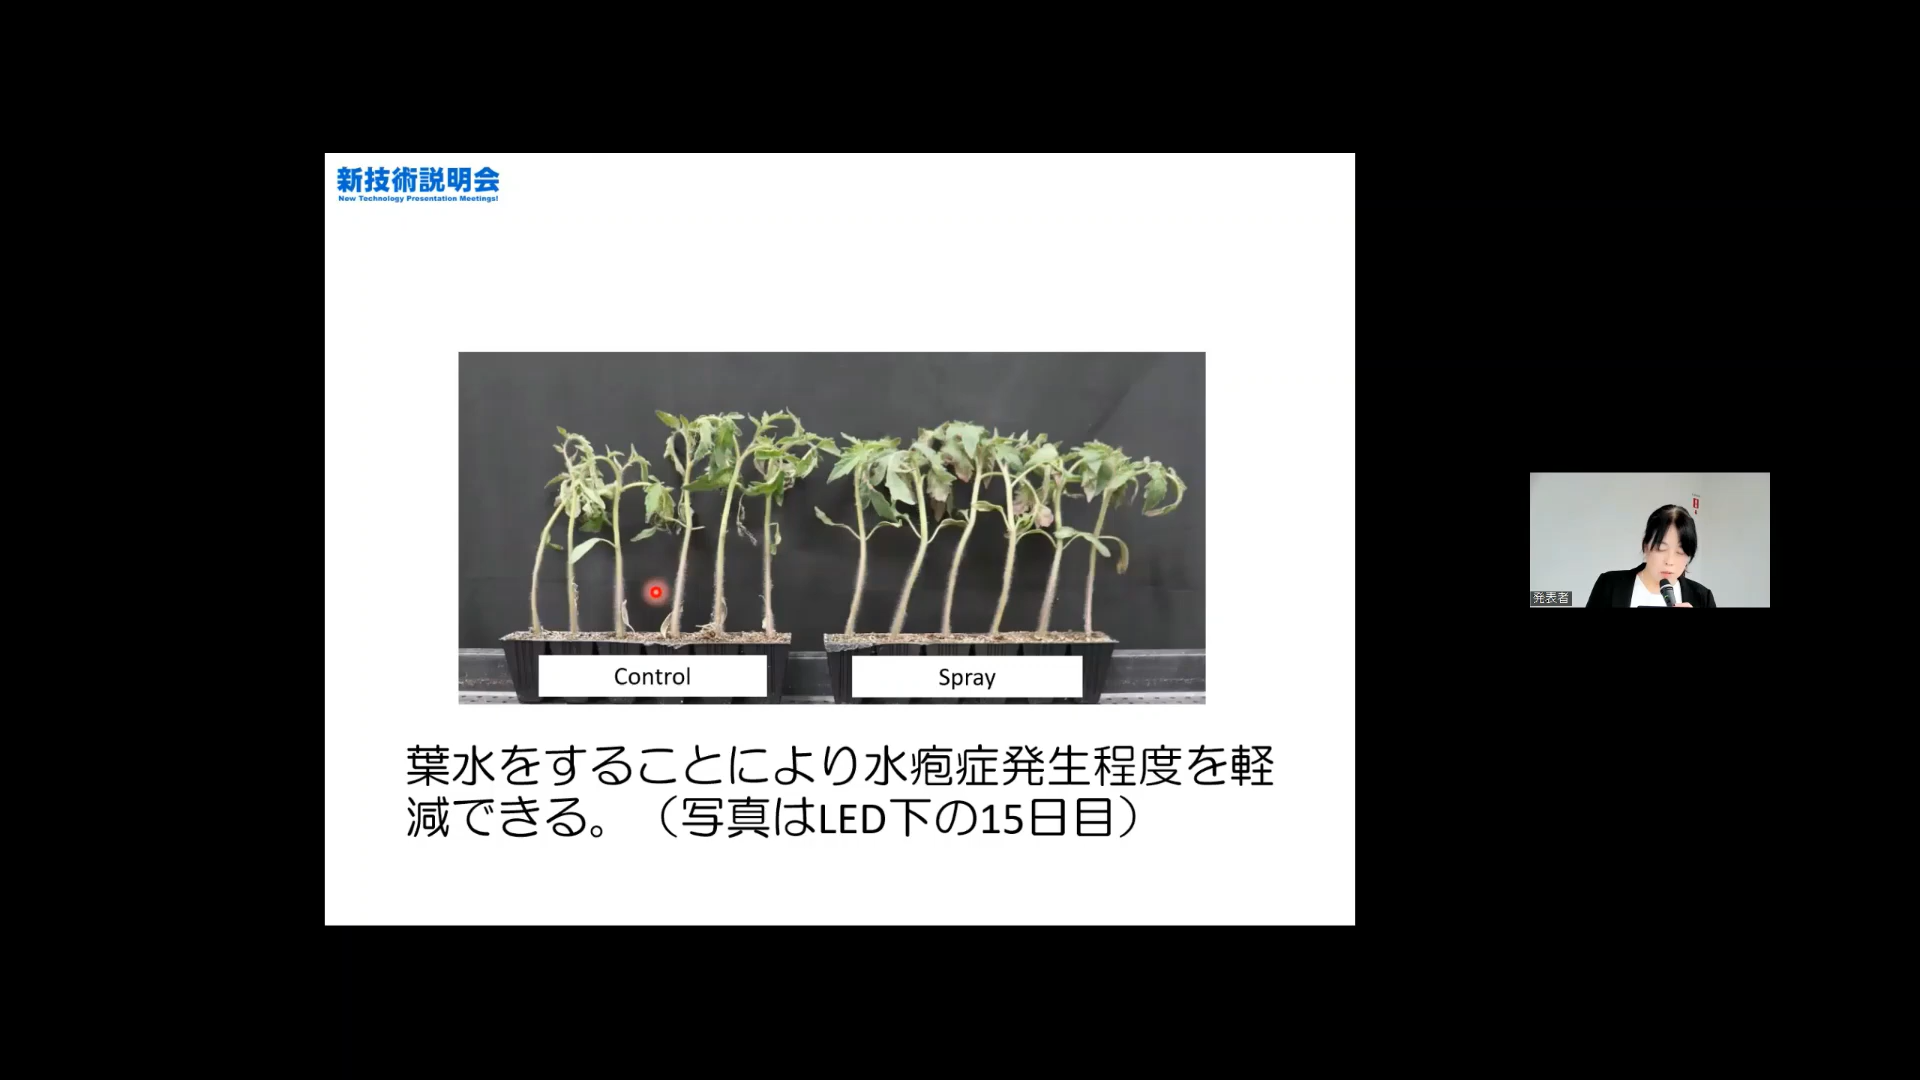 新技術説明会
New Technology Presentation Meetings!
Control
Spray
葉水をすることにより水疱症発生程度を軽
減できる。（写真はLED下の15日目）
発表者